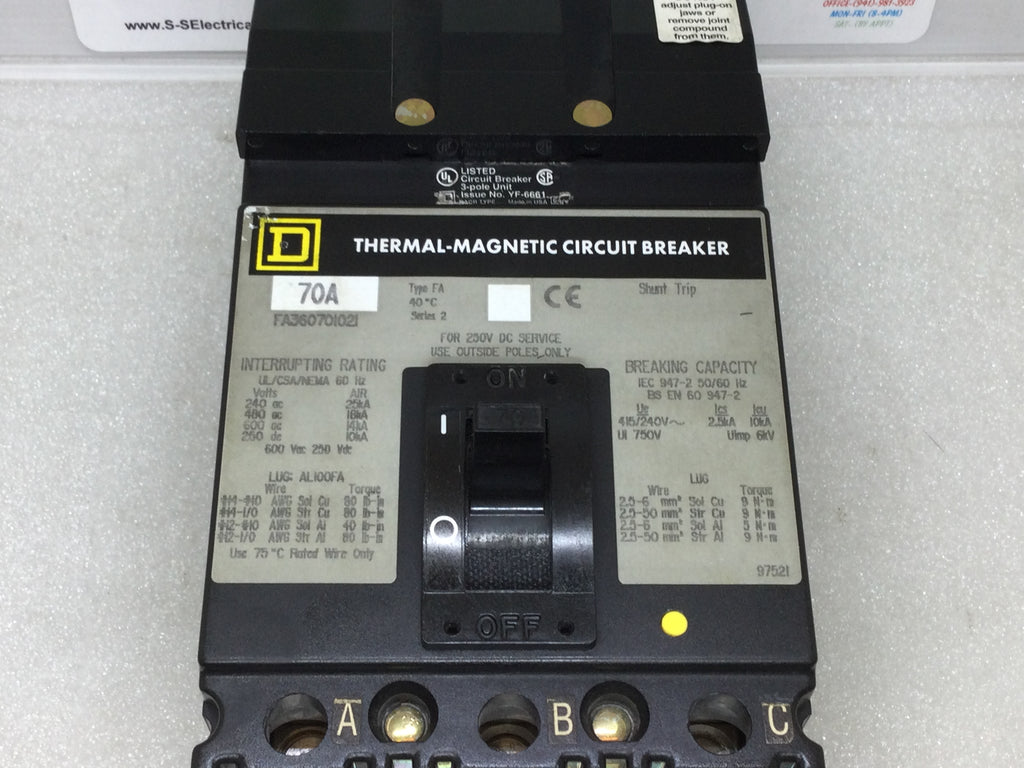 www.S-SElectrica
OFFICE-(941)-981-3923
MON-FRI (8-4PM)
SAT- (BY APPT)
adjust plug-on
jaws or
remove joint
compound
from them.
UL LISTED
Circuit Breaker
3-pole Unit
Issue No. YF-6661
D THERMAL-MAGNETIC CIRCUIT BREAKER
70A
FA360701021
Type FA
40°C
Series 2
CE
Shunt Trip
FOR 250V DC SERVICE
USE OUTSIDE POLES ONLY
INTERRUPTING RATING
UL/CSA/NEMA 60 Hz
Volts AIR
240 ac 25kA
480 ac 18kA
600 ac 14kA
250 dc 10kA
600 Vac 250 Vdc
LUG: AL100FA
Wire Torque
#14-#10 AWG Sol Cu 80 lb-in
#14-1/0 AWG Str Cu 80 lb-in
#12-#10 AWG Sol Al 40 lb-in
#12-1/0 AWG Str Al 80 lb-in
Use 75°C Rated Wire Only
ON
I
O
OFF
BREAKING CAPACITY
IEC 947-2 50/60 Hz
BS EN 60 947-2
Ue Ics Icu
415/240V~ 2.5kA 10kA
Ui 750V Uimp 6kV
LUG
Wire Torque
2.5-6 mm² Sol Cu 9 N·m
2.5-50 mm² Str Cu 9 N·m
2.5-6 mm² Sol Al 5 N·m
2.5-50 mm² Str Al 9 N·m
97521
A B C